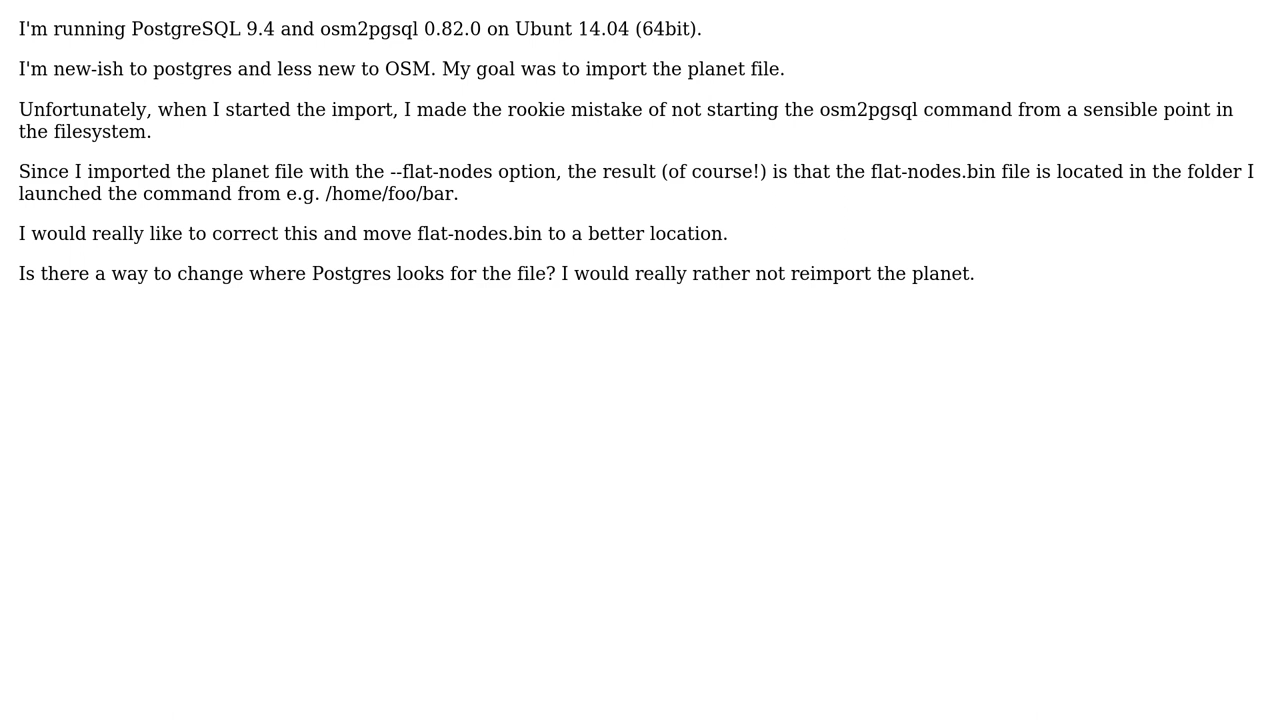 I'm running PostgreSQL 9.4 and osm2pgsql 0.82.0 on Ubunt 14.04 (64bit).
I'm new-ish to postgres and less new to OSM. My goal was to import the planet file.
Unfortunately, when I started the import, I made the rookie mistake of not starting the osm2pgsql command from a sensible point in
the filesystem.
Since I imported the planet file with the --flat-nodes option, the result (of course!) is that the flat-nodes.bin file is located in the folder I
launched the command from e.g. /home/foo/bar.
I would really like to correct this and move flat-nodes.bin to a better location.
Is there a way to change where Postgres looks for the file? I would really rather not reimport the planet.